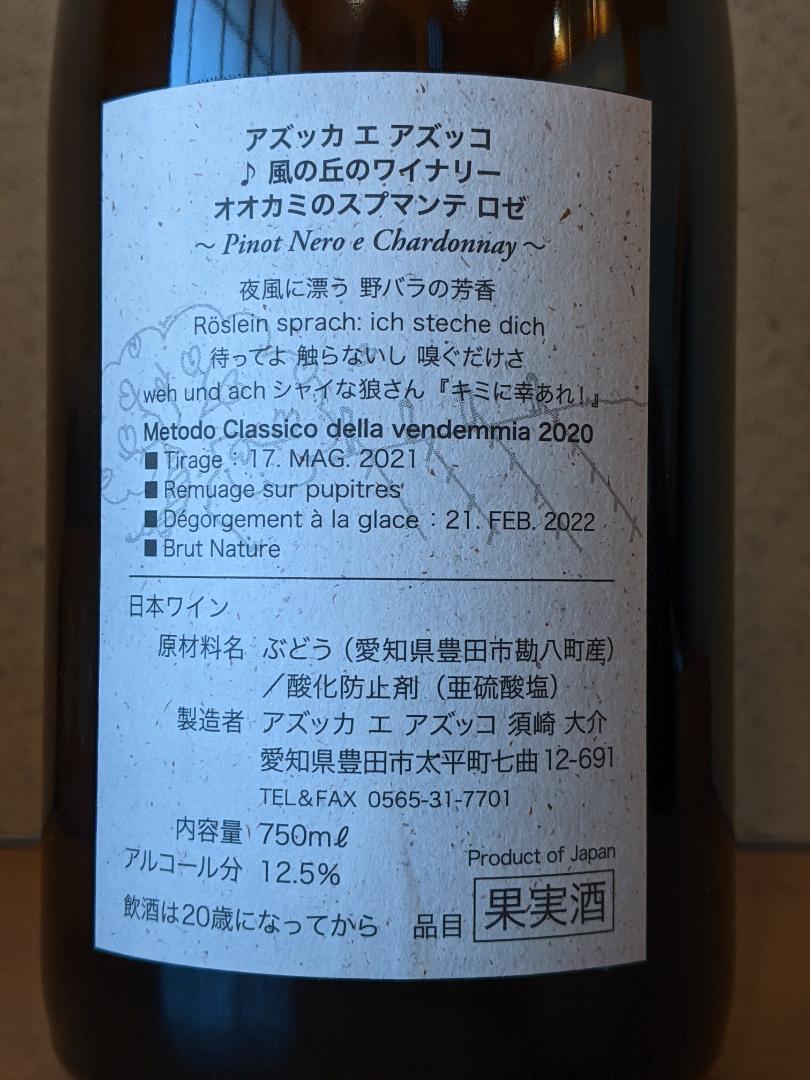 アズッカ エ アズッコ
♪ 風の丘のワイナリー
オオカミのスプマンテ ロゼ
～ Pinot Nero e Chardonnay ～
夜風に漂う 野バラの芳香
Röslein sprach: ich steche dich
待ってよ 触らないし 嗅ぐだけさ
weh und ach シャイな狼さん『キミに幸あれ!』
Metodo Classico della vendemmia 2020
■ Tirage : 17. MAG. 2021
■ Remuage sur pupitres
■ Dégorgement à la glace : 21. FEB. 2022
■ Brut Nature
日本ワイン
原材料名 ぶどう（愛知県豊田市勘八町産）
／酸化防止剤（亜硫酸塩）
製造者 アズッカ エ アズッコ 須崎 大介
愛知県豊田市太平町七曲12-691
TEL&FAX 0565-31-7701
内容量 750mℓ
アルコール分 12.5%
Product of Japan
飲酒は20歳になってから 品目 果実酒